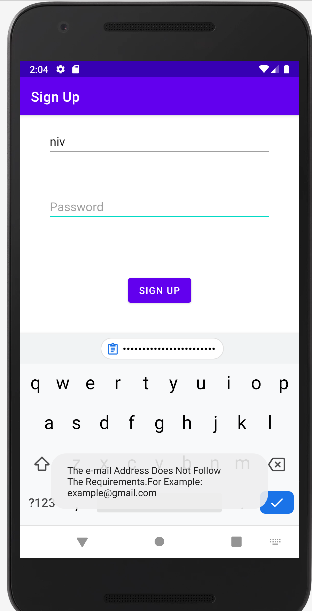 2:04
Sign Up
niv
Password
SIGN UP
••••••••••••••••••••••••
q w e r t y u i o p
a s d f g h j k l
z x c v b n m
The e-mail Address Does Not Follow
The Requirements.For Example:
example@gmail.com
?123